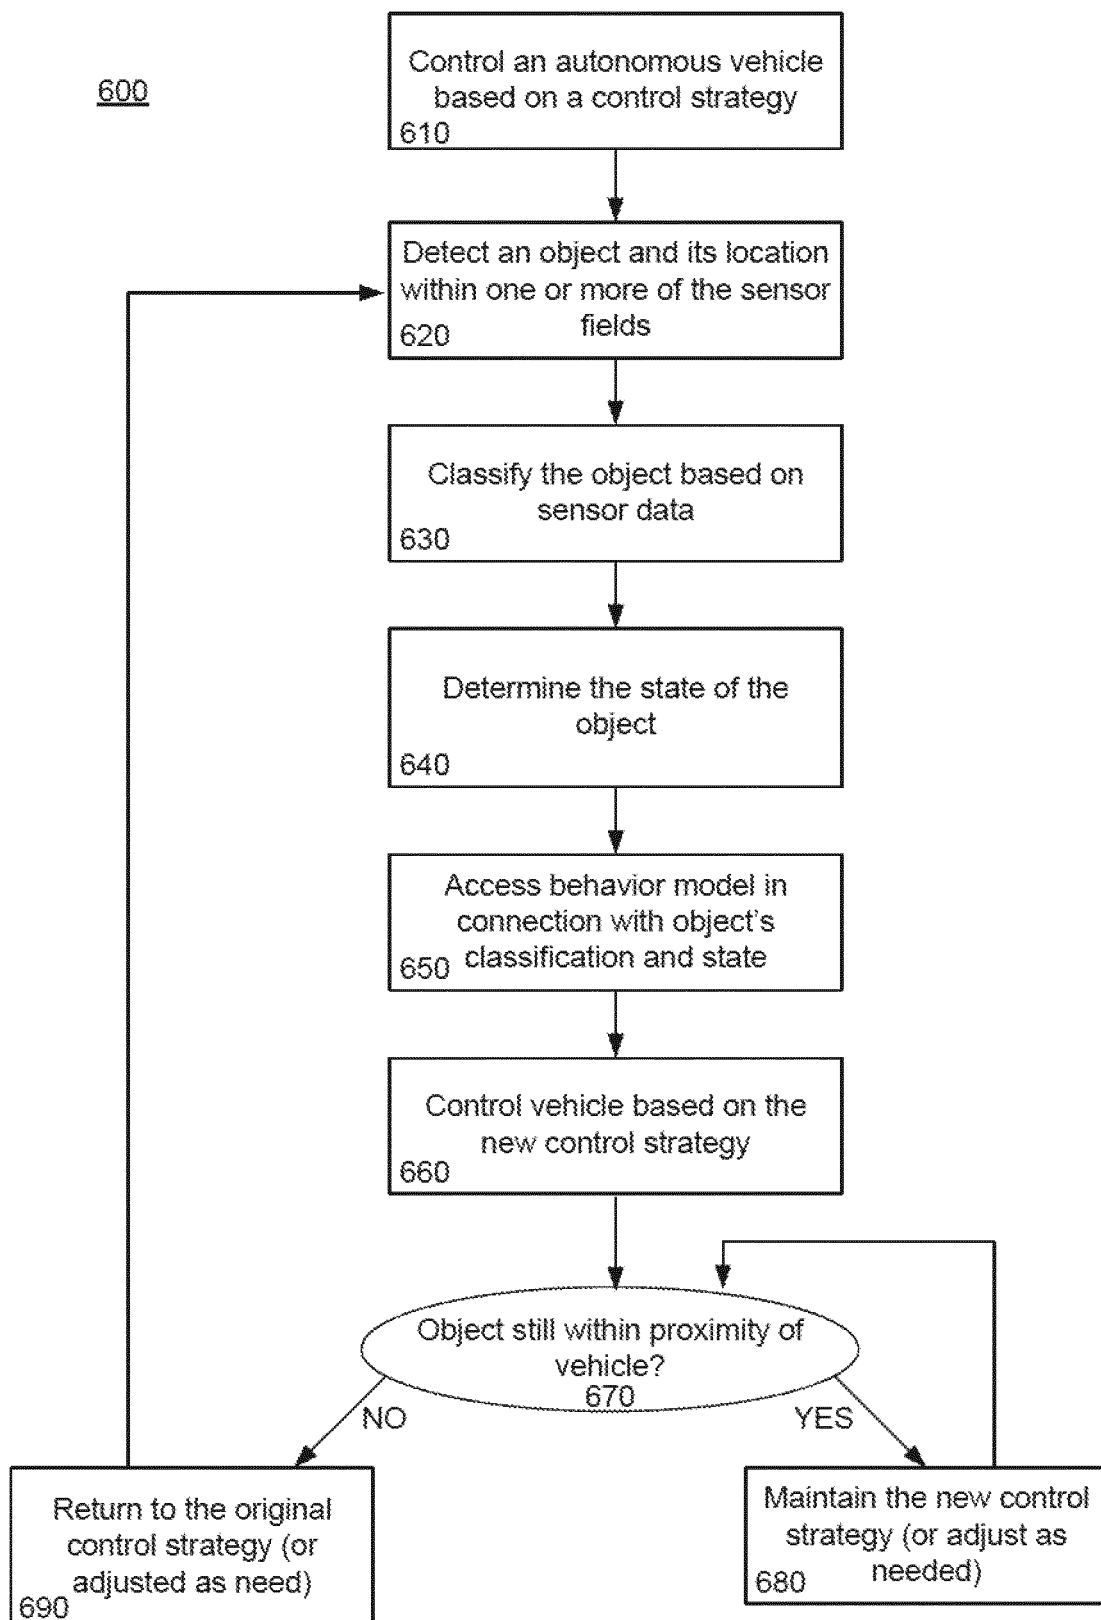 600
Control an autonomous vehicle
based on a control strategy
610
Detect an object and its location
within one or more of the sensor
fields
620
Classify the object based on
sensor data
630
Determine the state of the
object
640
Access behavior model in
connection with object's
classification and state
650
Control vehicle based on the
new control strategy
660
Object still within proximity of
vehicle?
670
NO
YES
Return to the original
control strategy (or
adjusted as need)
690
Maintain the new control
strategy (or adjust as
needed)
680